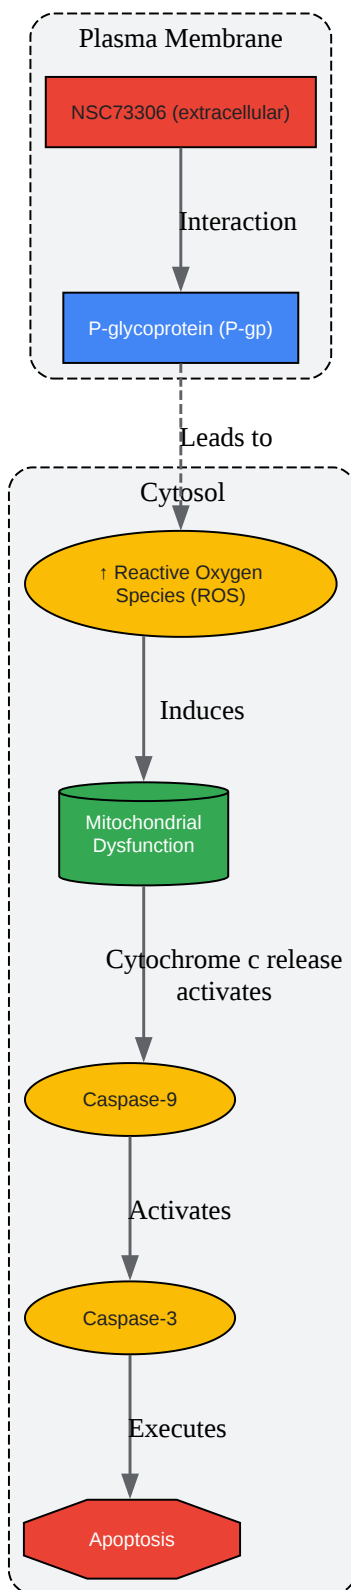 Plasma Membrane
NSC73306 (extracellular)
Interaction
P-glycoprotein (P-gp)
Leads to
Cytosol
↑ Reactive Oxygen
Species (ROS)
Induces
Mitochondrial
Dysfunction
Cytochrome c release
activates
Caspase-9
Activates
Caspase-3
Executes
Apoptosis